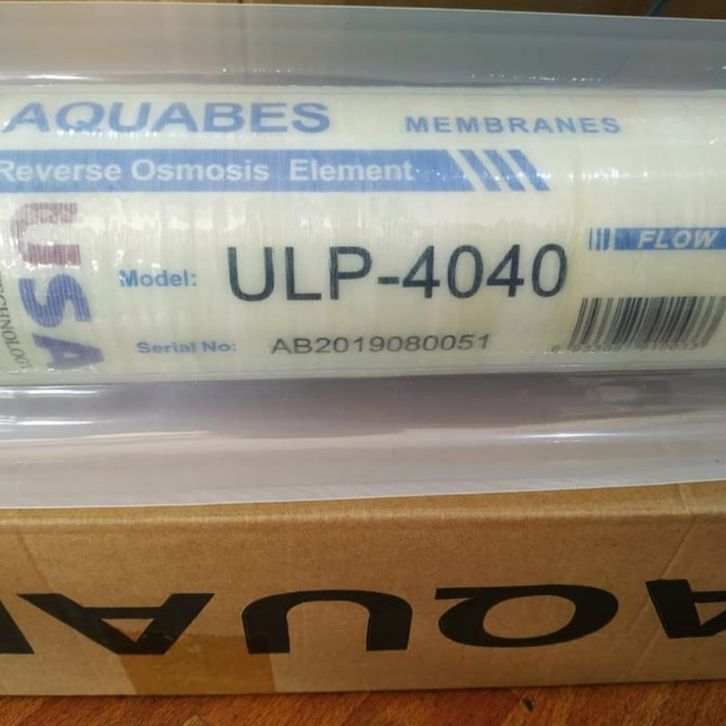 AQUABES MEMBRANES
Reverse Osmosis Element
USA
FLOW
Model: ULP-4040
Serial No: AB2019080051
AQUA